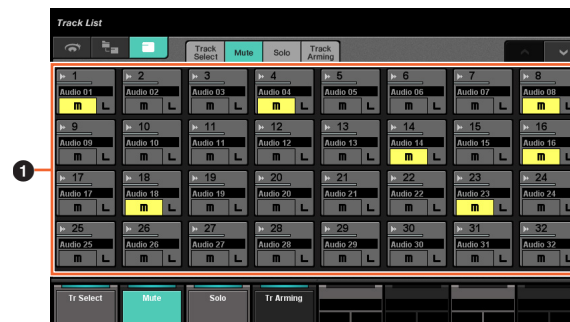 Track List
Track Select Mute Solo Track Arming
1 2 3 4 5 6 7 8
Audio 01 Audio 02 Audio 03 Audio 04 Audio 05 Audio 06 Audio 07 Audio 08
m L m L m L m L m L m L m L m L
9 10 11 12 13 14 15 16
Audio 09 Audio 10 Audio 11 Audio 12 Audio 13 Audio 14 Audio 15 Audio 16
m L m L m L m L m L m L m L m L
1
17 18 19 20 21 22 23 24
Audio 17 Audio 18 Audio 19 Audio 20 Audio 21 Audio 22 Audio 23 Audio 24
m L m L m L m L m L m L m L m L
25 26 27 28 29 30 31 32
Audio 25 Audio 26 Audio 27 Audio 28 Audio 29 Audio 30 Audio 31 Audio 32
m L m L m L m L m L m L m L m L
Tr Select Mute Solo Tr Arming